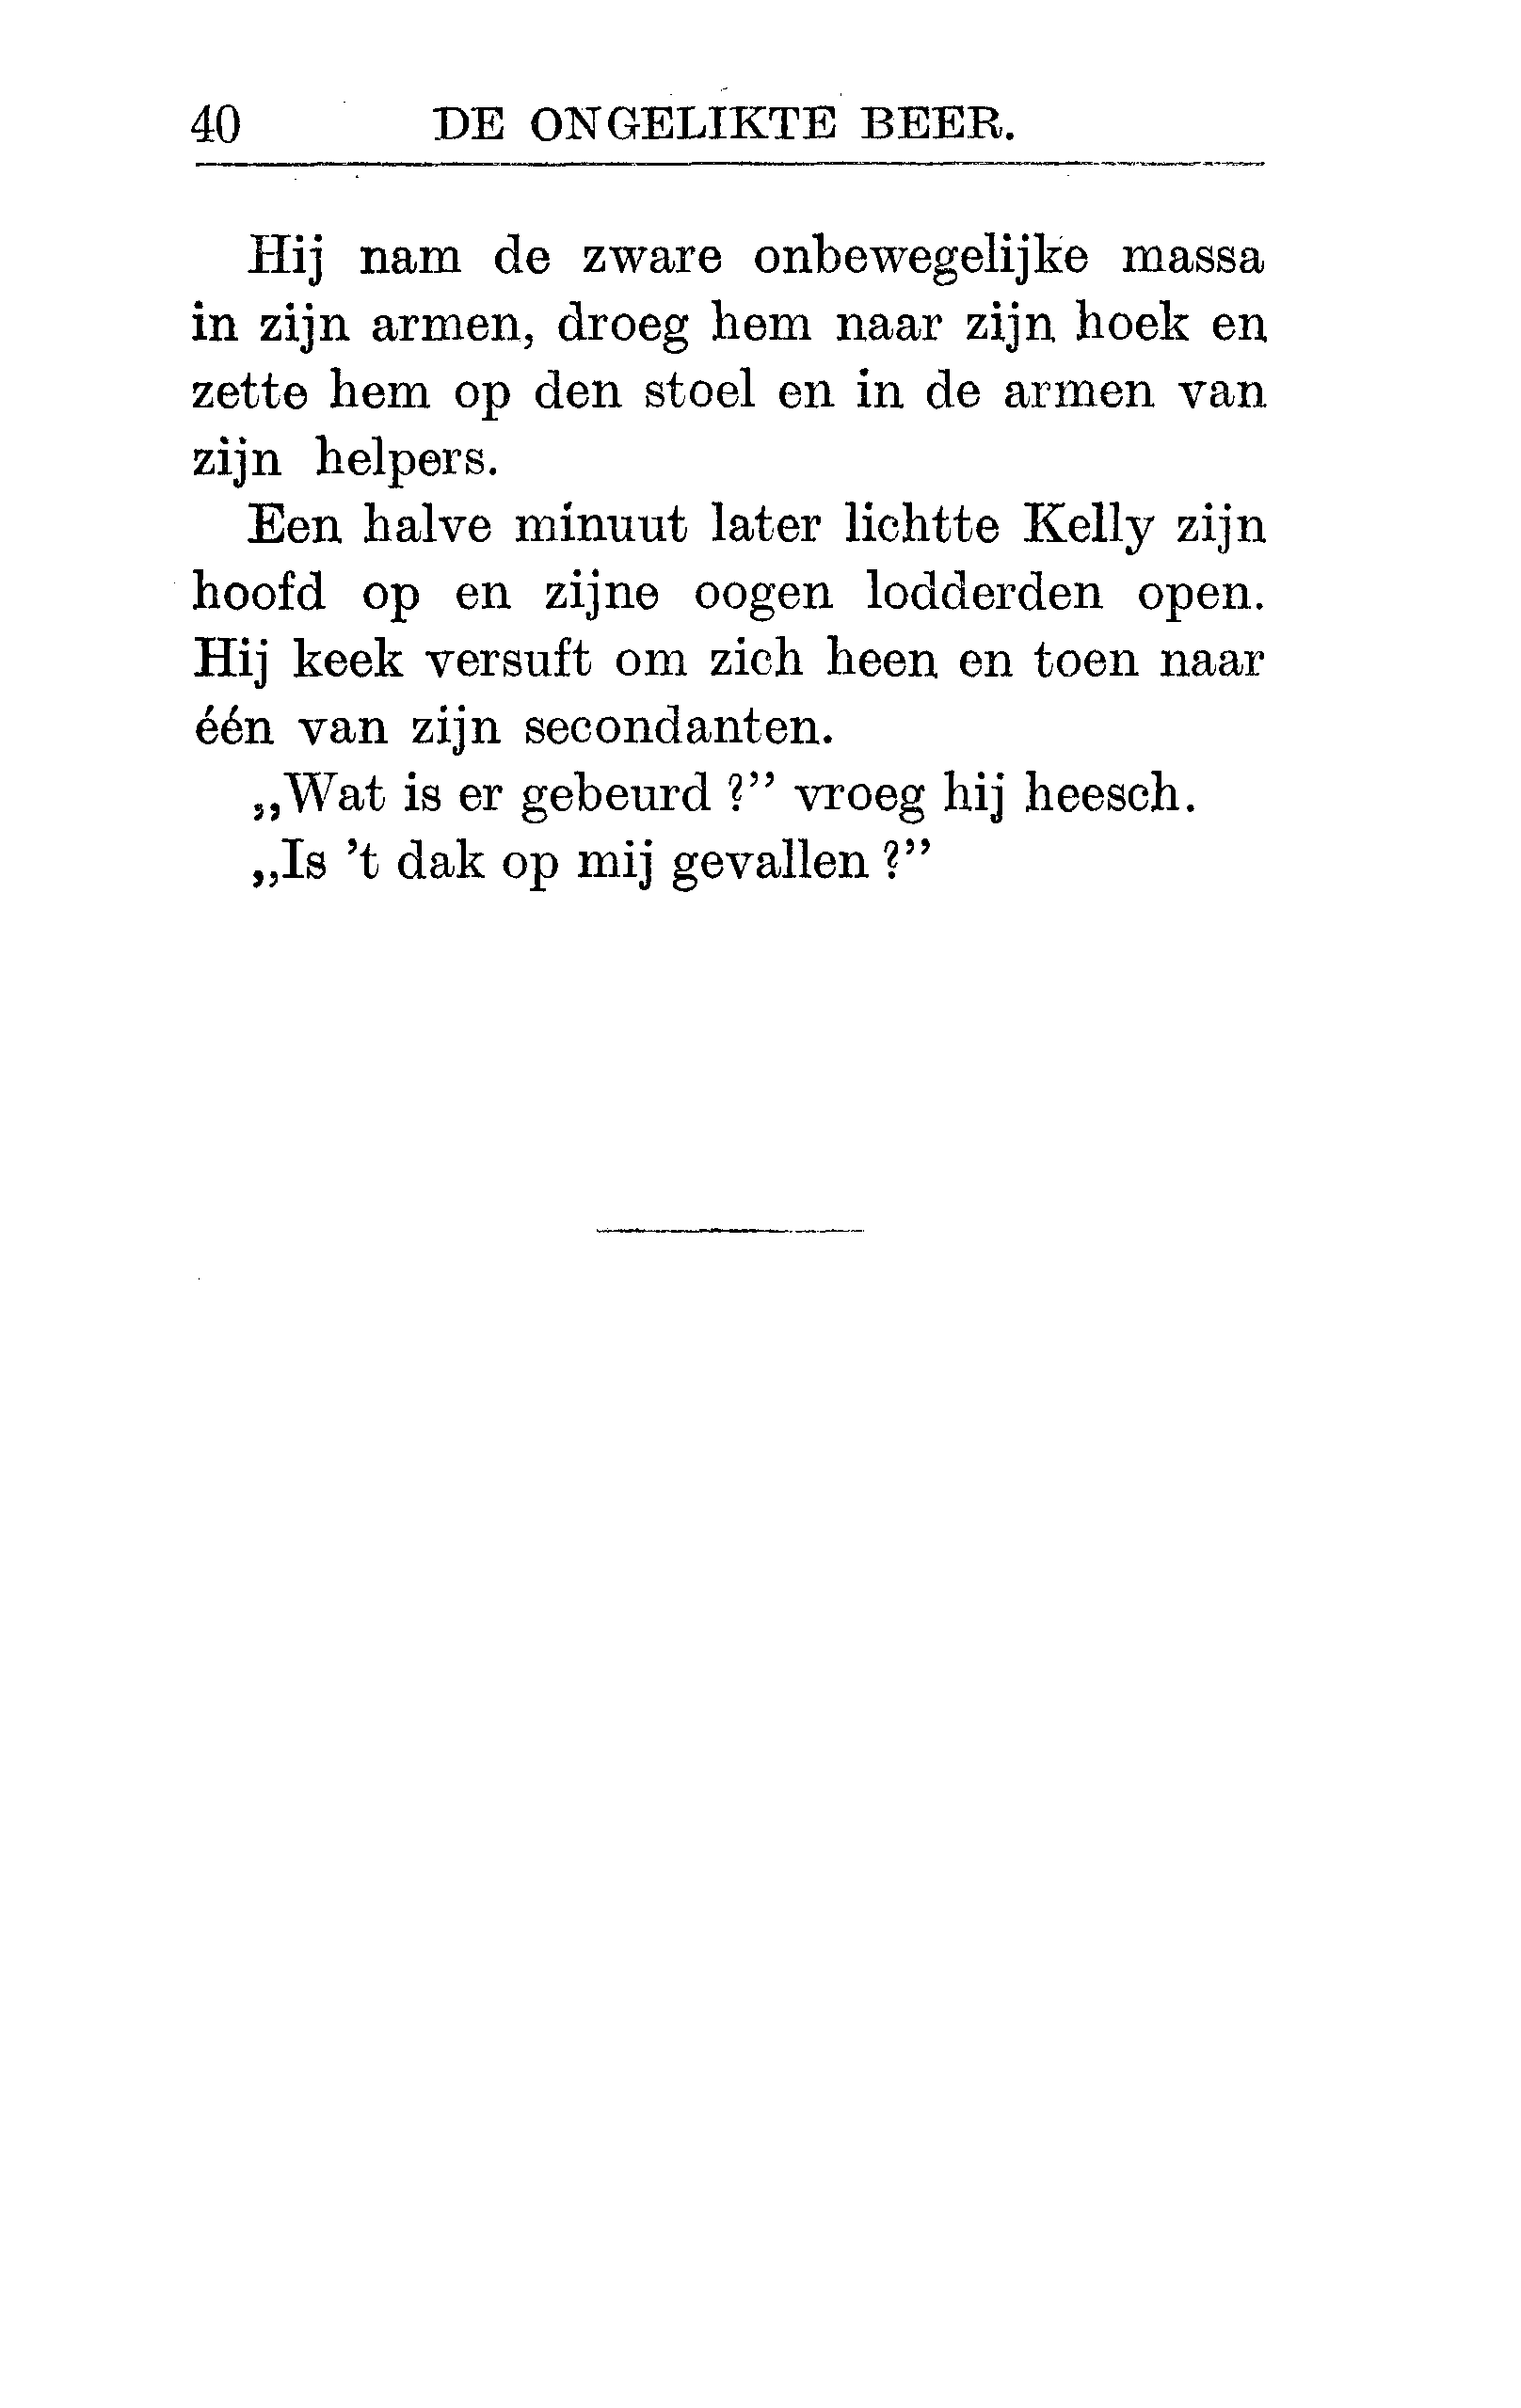 40 DE ONGELIKTE BEER.
Hij nam de zware onbewegelijke massa
in zijn armen, droeg hem naar zijn hoek en
zette hem op den stoel en in de armen van
zijn helpers.
Een halve minuut later lichtte Kelly zijn
hoofd op en zijne oogen lodderden open.
Hij keek versuft om zich heen en toen naar
één van zijn secondanten.
„Wat is er gebeurd ?” vroeg hij heesch.
„Is ’t dak op mij gevallen ?”